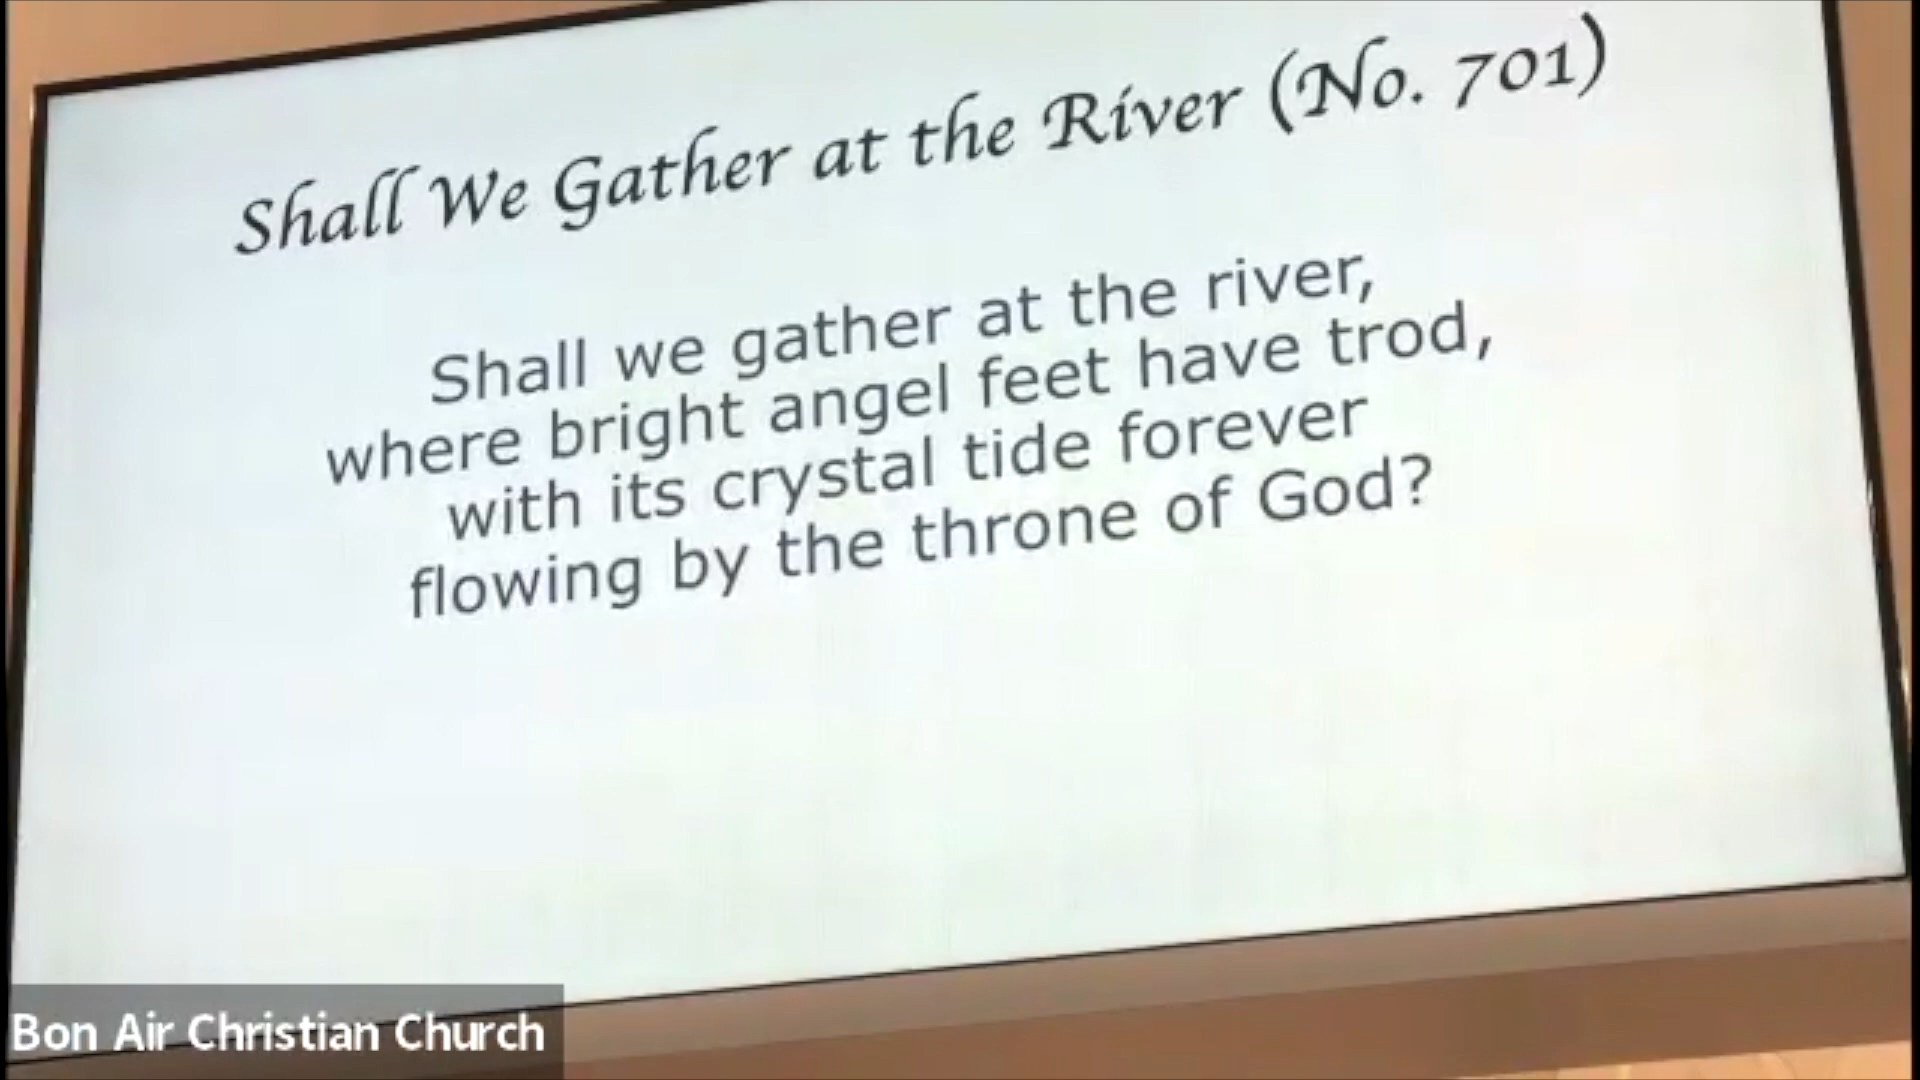 Shall We Gather at the River (No. 701)
Shall we gather at the river,
where bright angel feet have trod,
with its crystal tide forever
flowing by the throne of God?
Bon Air Christian Church